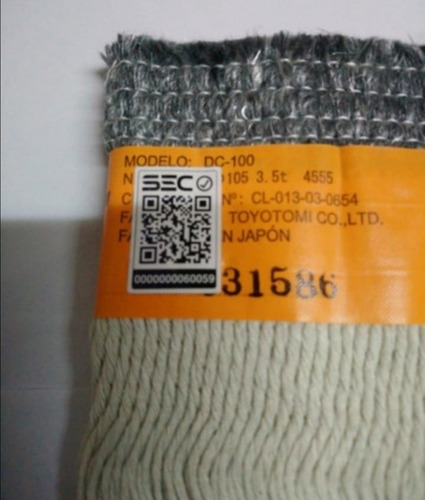 MODELO: DC-100
SEC
105 3.5t 4555
Nº: CL-013-03-0654
TOYOTOMI CO.,LTD.
N JAPÓN
0000000060059
31586